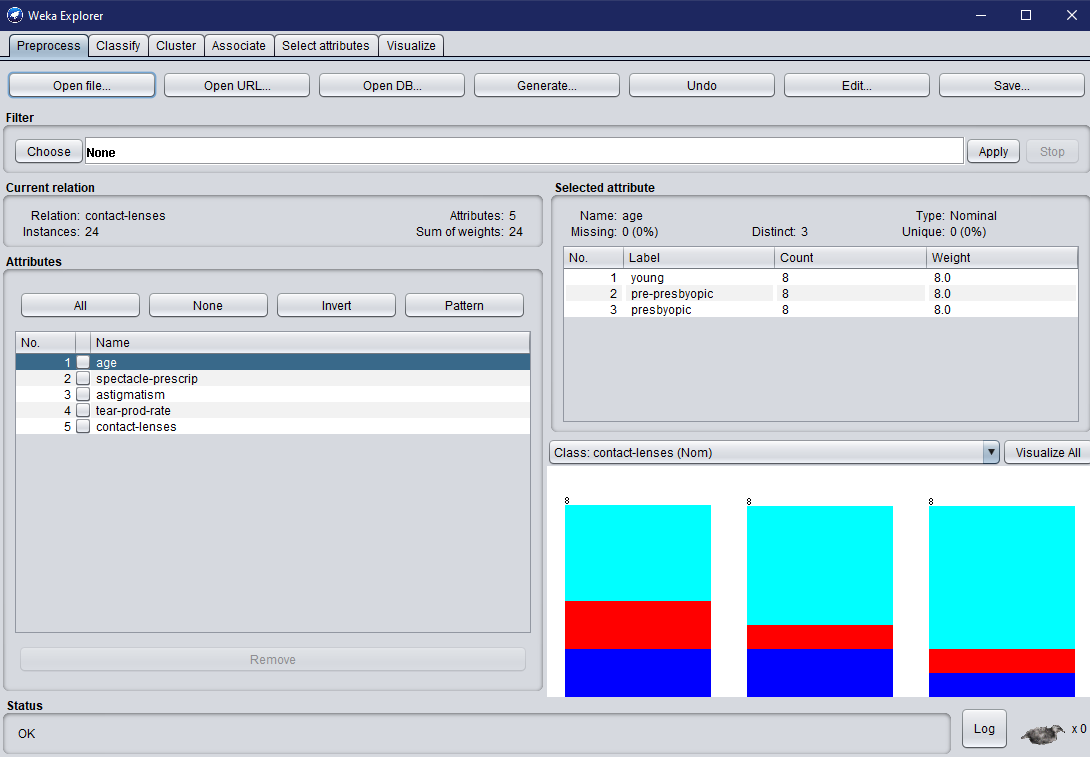 Weka Explorer
Preprocess Classify Cluster Associate Select attributes Visualize
Open file... Open URL... Open DB... Generate... Undo Edit... Save...
Filter
Choose None Apply Stop
Current relation
Relation: contact-lenses Attributes: 5
Instances: 24 Sum of weights: 24
Attributes
All None Invert Pattern
No. Name
1 age
2 spectacle-prescrip
3 astigmatism
4 tear-prod-rate
5 contact-lenses
Remove
Selected attribute
Name: age Type: Nominal
Missing: 0 (0%) Distinct: 3 Unique: 0 (0%)
No. Label Count Weight
1 young 8 8.0
2 pre-presbyopic 8 8.0
3 presbyopic 8 8.0
Class: contact-lenses (Nom) Visualize All
8 8 8
Status
OK Log x 0